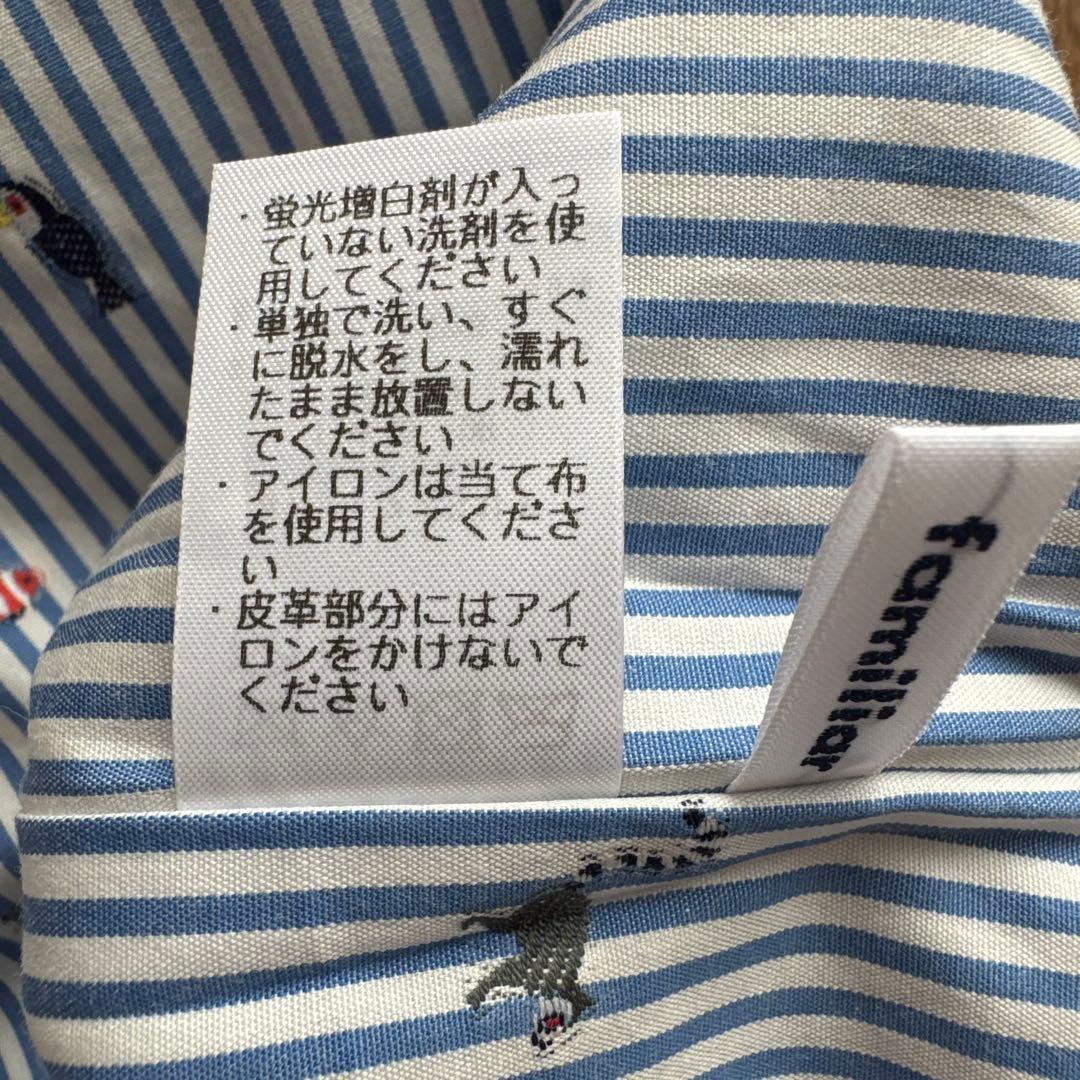 ・蛍光増白剤が入っ
ていない洗剤を使
用してください
・単独で洗い、すぐ
に脱水をし、濡れ
たまま放置しない
でください
・アイロンは当て布
を使用してくださ
い
・皮革部分にはアイ
ロンをかけないで
ください
familiar